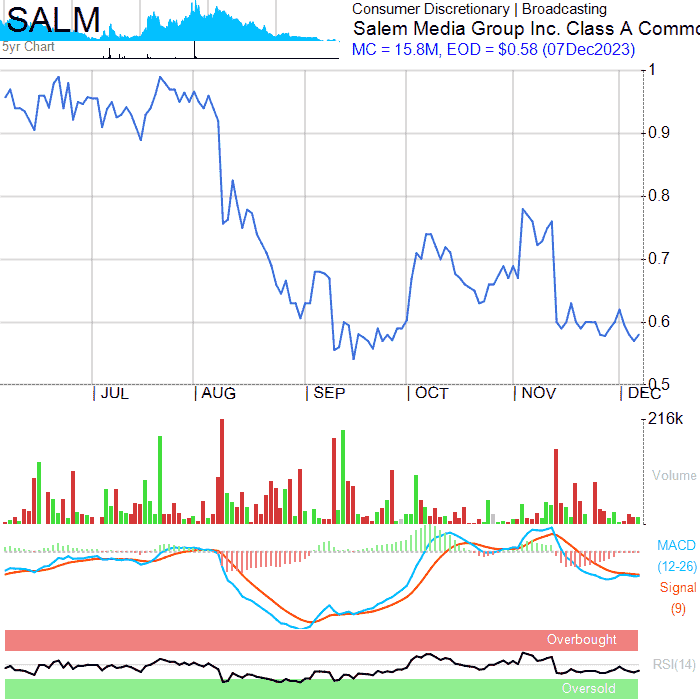 SALM
5yr Chart
Consumer Discretionary | Broadcasting
Salem Media Group Inc. Class A Commo
MC = 15.8M, EOD = $0.58 (07Dec2023)
1
0.9
0.8
0.7
0.6
0.5
JUL AUG SEP OCT NOV DEC
216k
Volume
MACD
(12-26)
Signal
(9)
Overbought
RSI(14)
Oversold